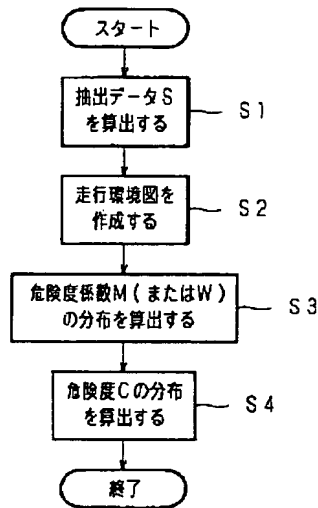 スタート
抽出データS
を算出する
S1
走行環境図を
作成する
S2
危険度係数M(またはW)
の分布を算出する
S3
危険度Cの分布
を算出する
S4
終了